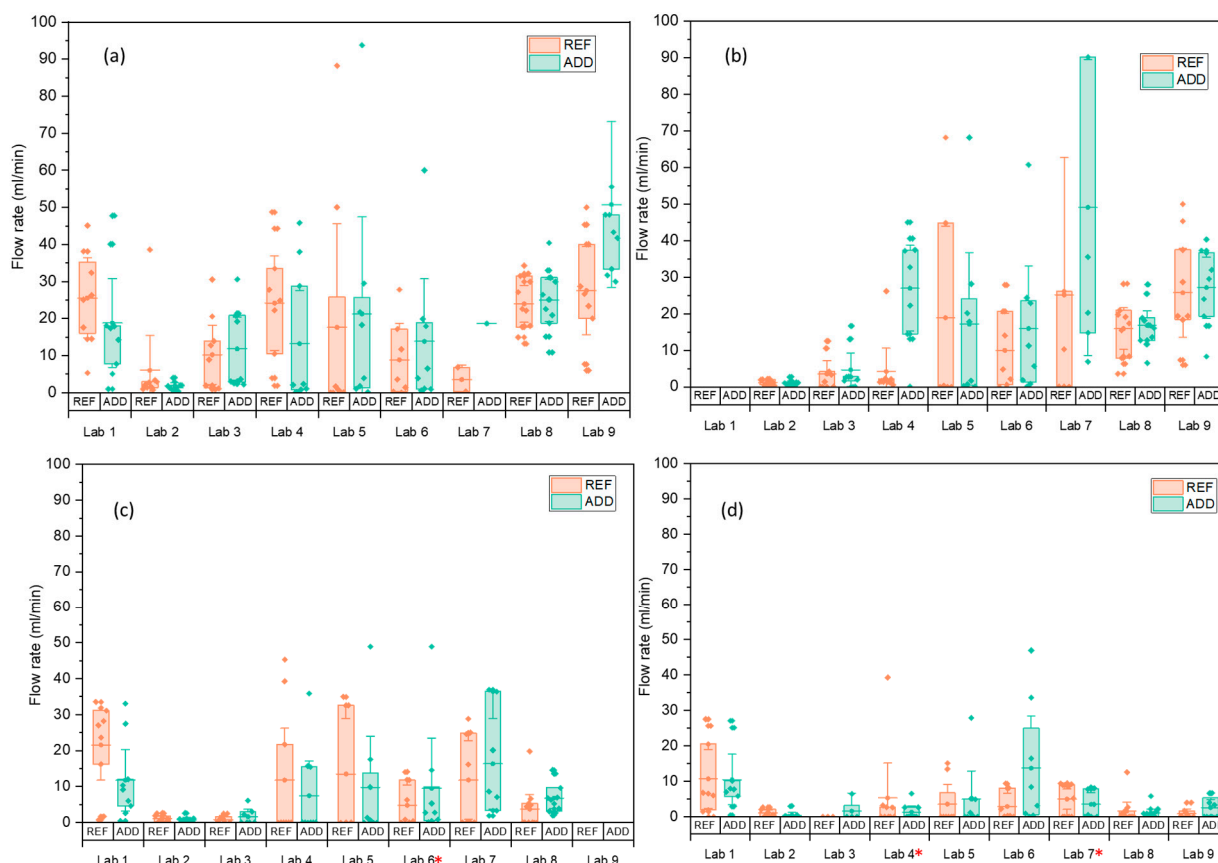 100
90
80
70
60
50
40
30
20
10
0
Flow rate (ml/min)
(a)
REF
ADD
REF ADD REF ADD REF ADD REF ADD REF ADD REF ADD REF ADD REF ADD REF ADD
Lab 1 Lab 2 Lab 3 Lab 4 Lab 5 Lab 6 Lab 7 Lab 8 Lab 9
100
90
80
70
60
50
40
30
20
10
0
Flow rate (ml/min)
(b)
REF
ADD
REF ADD REF ADD REF ADD REF ADD REF ADD REF ADD REF ADD REF ADD REF ADD
Lab 1 Lab 2 Lab 3 Lab 4 Lab 5 Lab 6 Lab 7 Lab 8 Lab 9
100
90
80
70
60
50
40
30
20
10
0
Flow rate (ml/min)
(c)
REF
ADD
REF ADD REF ADD REF ADD REF ADD REF ADD REF ADD REF ADD REF ADD REF ADD
Lab 1 Lab 2 Lab 3 Lab 4 Lab 5 Lab 6* Lab 7 Lab 8 Lab 9
100
90
80
70
60
50
40
30
20
10
0
Flow rate (ml/min)
(d)
REF
ADD
REF ADD REF ADD REF ADD REF ADD REF ADD REF ADD REF ADD REF ADD REF ADD
Lab 1 Lab 2 Lab 3 Lab 4* Lab 5 Lab 6 Lab 7* Lab 8 Lab 9